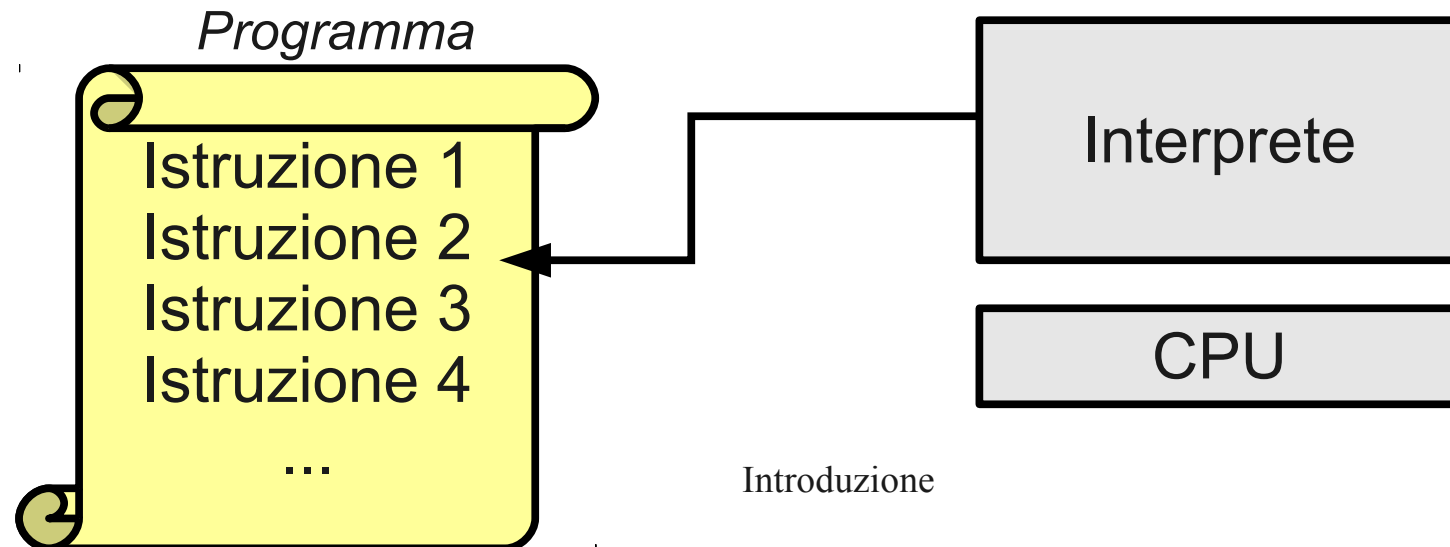 Programma
Istruzione 1
Istruzione 2
Istruzione 3
Istruzione 4
...
Interprete
CPU
Introduzione